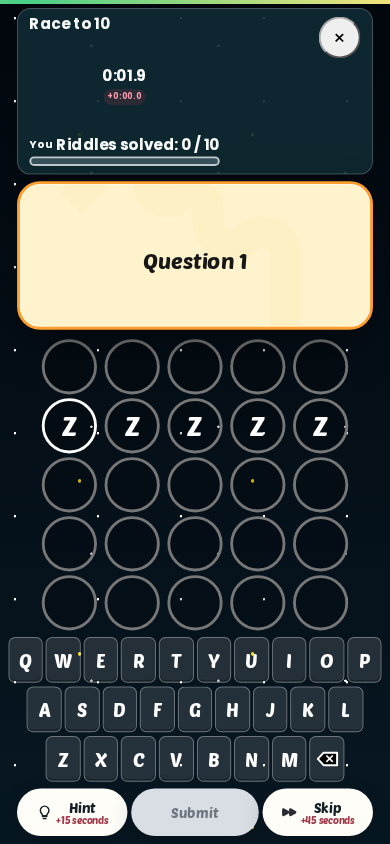 Race to 10
0:01.9
+0:00.0
You Riddles solved: 0 / 10
Question 1
Z Z Z Z Z
Q W E R T Y U I O P
A S D F G H J K L
Z X C V B N M
Hint
+15 seconds
Submit
Skip
+45 seconds